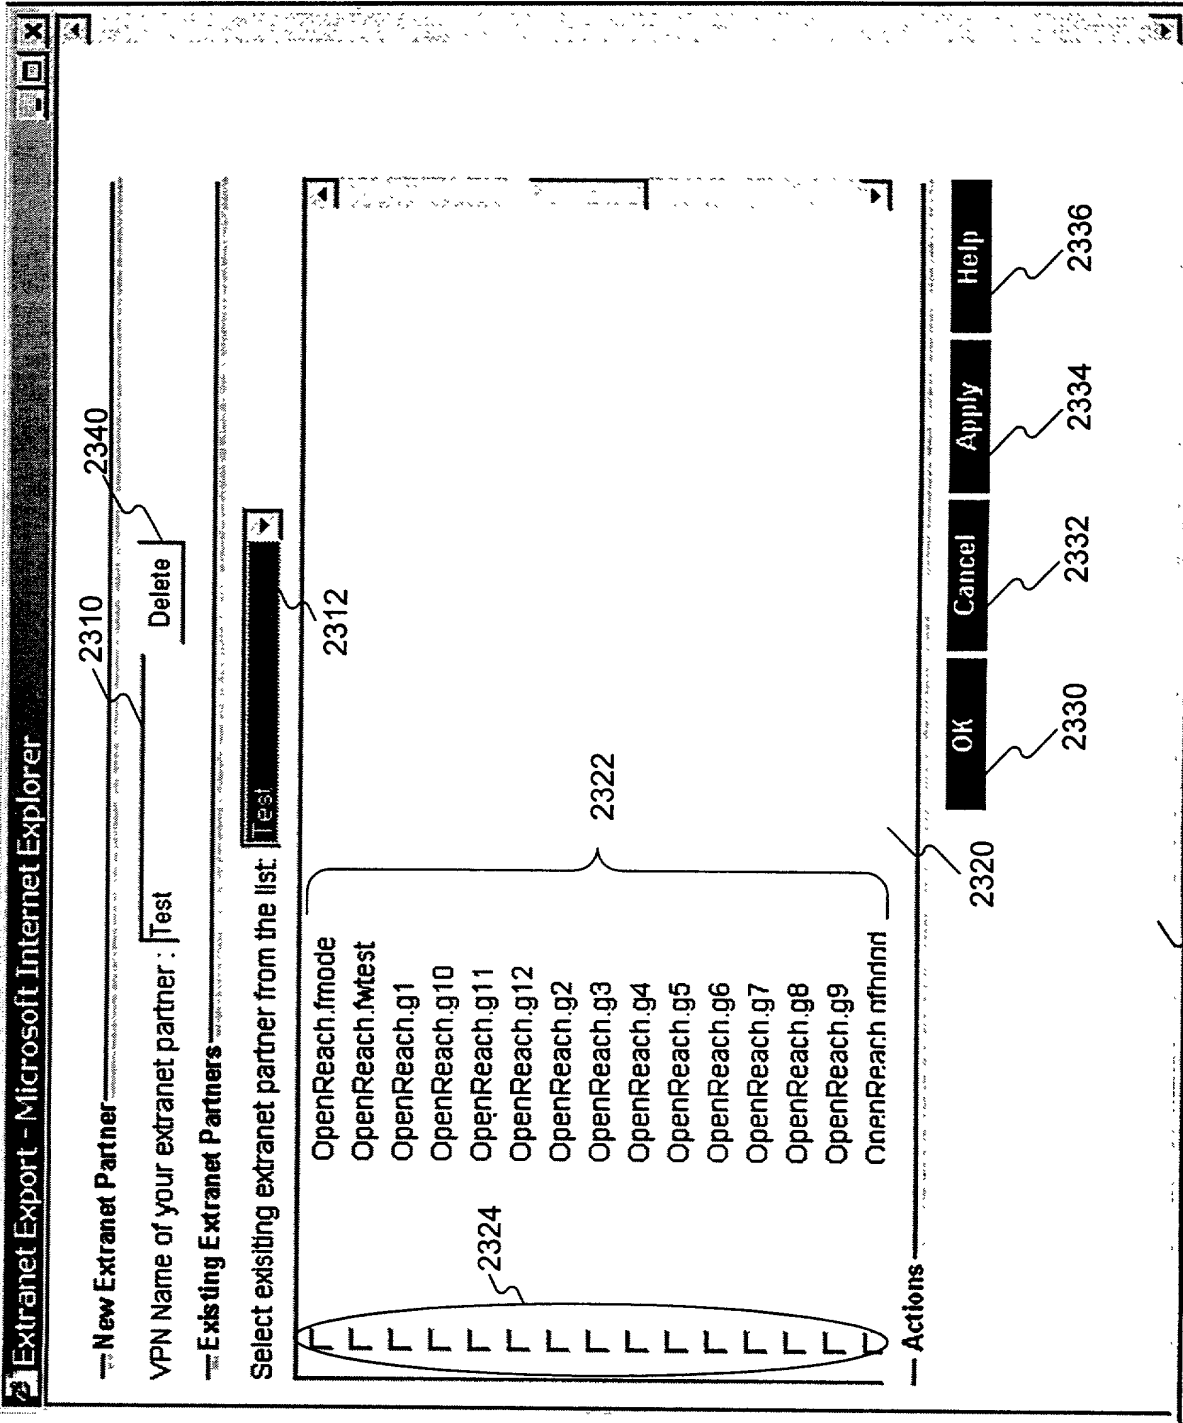 Extranet Export - Microsoft Internet Explorer
New Extranet Partner
2310
2340
VPN Name of your extranet partner : Test
Delete
Existing Extranet Partners
Select exisiting extranet partner from the list: Test
2312
2324
OpenReach.fmode
OpenReach.fwtest
OpenReach.g1
OpenReach.g10
OpenReach.g11
OpenReach.g12
OpenReach.g2
OpenReach.g3
OpenReach.g4
OpenReach.g5
OpenReach.g6
OpenReach.g7
OpenReach.g8
OpenReach.g9
2322
Actions
2320
OK
Cancel
Apply
Help
2330
2332
2334
2336